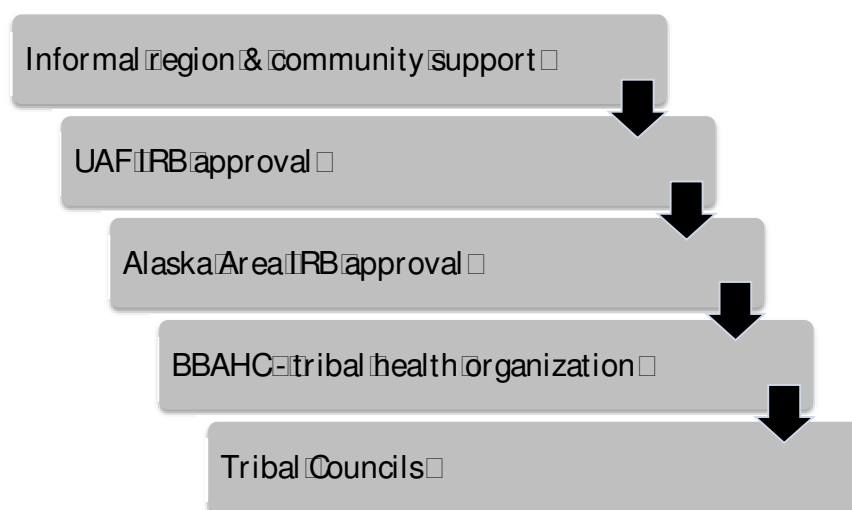 Informal region & community support
UAF IRB approval
Alaska Area IRB approval
BBAHC - tribal health organization
Tribal Councils